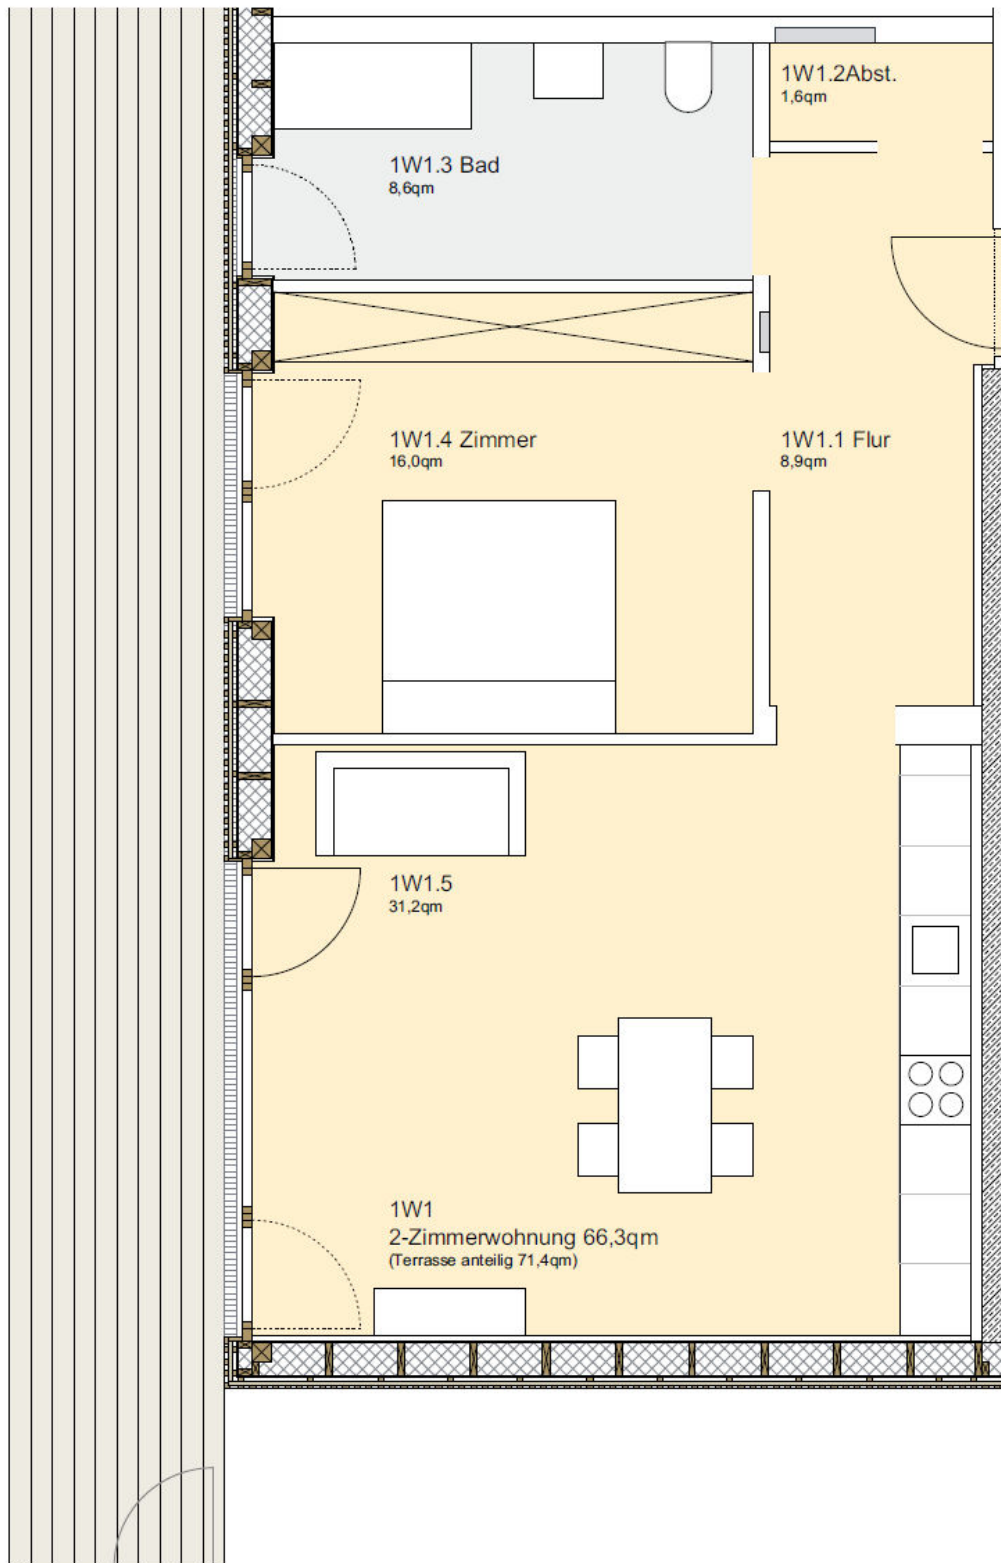 1W1.2Abst.
1,6qm
1W1.3 Bad
8,6qm
1W1.4 Zimmer
16,0qm
1W1.1 Flur
8,9qm
1W1.5
31,2qm
1W1
2-Zimmerwohnung 66,3qm
(Terrasse anteilig 71,4qm)